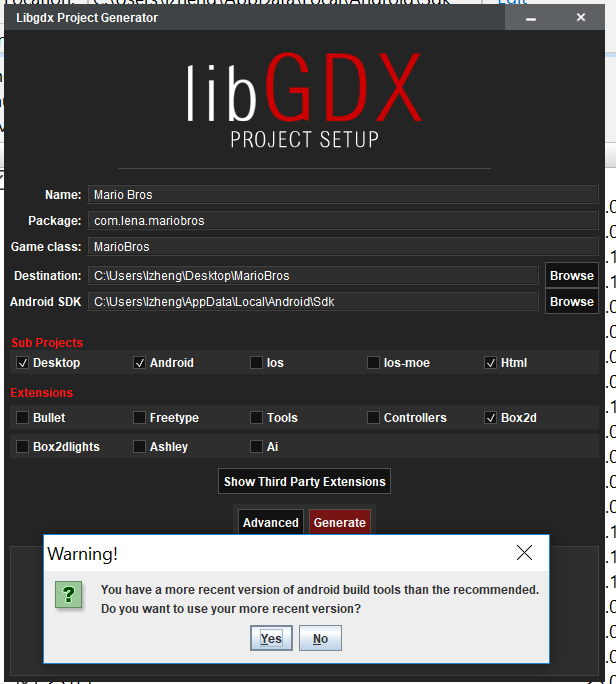 Libgdx Project Generator
libGDX
PROJECT SETUP
Name: Mario Bros
Package: com.lena.mariobros
Game class: MarioBros
Destination: C:\Users\lzheng\Desktop\MarioBros Browse
Android SDK C:\Users\lzheng\AppData\Local\Android\Sdk Browse
Sub Projects
Desktop Android Ios Ios-moe Html
Extensions
Bullet Freetype Tools Controllers Box2d
Box2dlights Ashley Ai
Show Third Party Extensions
Advanced Generate
Warning!
You have a more recent version of android build tools than the recommended.
Do you want to use your more recent version?
Yes No